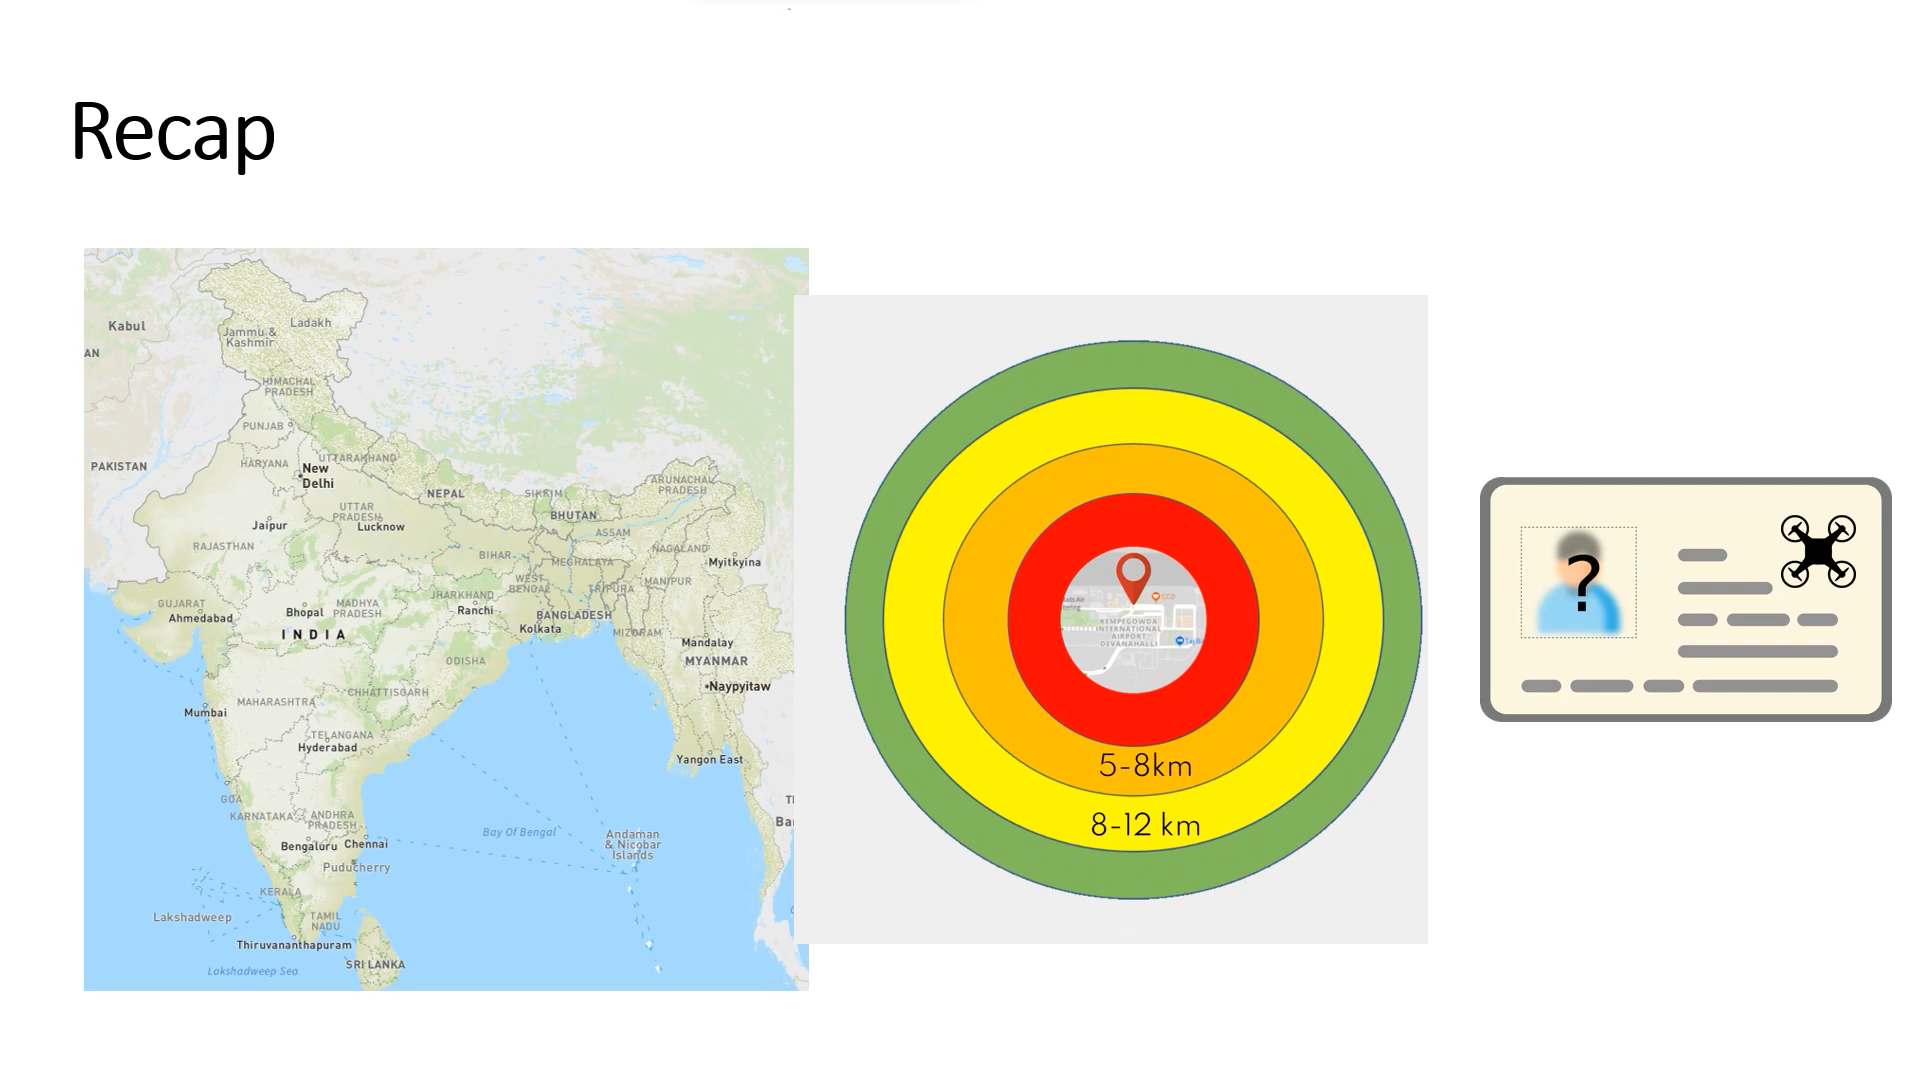 Recap
Kabul
AN
Jammu &
Kashmir
Ladakh
HIMACHAL
PRADESH
PUNJAB
PAKISTAN
HARYANA
New
Delhi
UTTARAKHAND
NEPAL
SIKKIM
ARUNACHAL
PRADESH
BHUTAN
UTTAR
PRADESH
Lucknow
Jaipur
RAJASTHAN
ASSAM
NAGALAND
BIHAR
MEGHALAYA
Myitkyina
WEST
BENGAL
TRIPURA
MANIPUR
JHARKHAND
Ranchi
GUJARAT
Ahmedabad
Bhopal
MADHYA
PRADESH
BANGLADESH
Kolkata
MIZORAM
INDIA
Mandalay
MYANMAR
ODISHA
Naypyitaw
CHHATTISGARH
MAHARASHTRA
Mumbai
TELANGANA
Hyderabad
Yangon East
GOA
KARNATAKA
ANDHRA
PRADESH
Bay Of Bengal
Andaman
& Nicobar
Islands
Ba
Bengaluru
Chennai
Puducherry
KERALA
Lakshadweep
TAMIL
NADU
Thiruvananthapuram
SRI LANKA
Lakshadweep Sea
CCD
KEMPEGOWDA
INTERNATIONAL
AIRPORT
DEVANAHALLI
5-8km
8-12 km
?